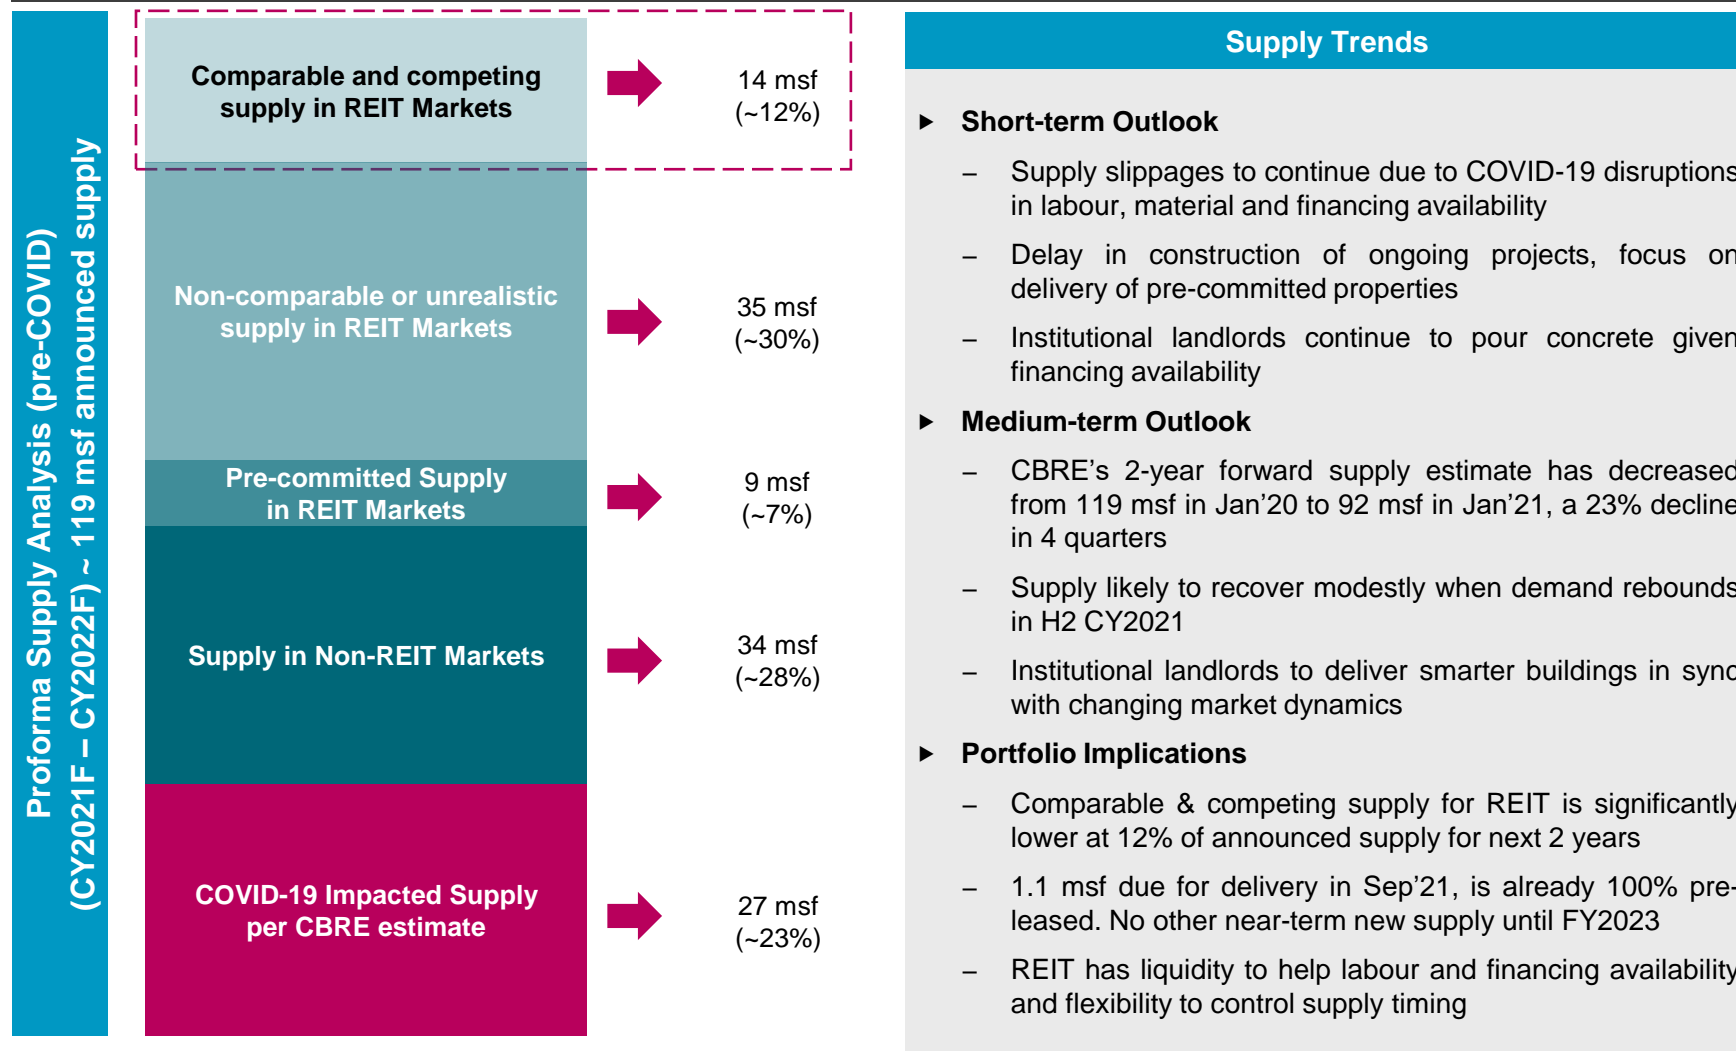 Proforma Supply Analysis (pre-COVID)
(CY2021F – CY2022F) ~ 119 msf announced supply
Comparable and competing
supply in REIT Markets
14 msf
(~12%)
Non-comparable or unrealistic
supply in REIT Markets
35 msf
(~30%)
Pre-committed Supply
in REIT Markets
9 msf
(~7%)
Supply in Non-REIT Markets
34 msf
(~28%)
COVID-19 Impacted Supply
per CBRE estimate
27 msf
(~23%)
Supply Trends
► Short-term Outlook
– Supply slippages to continue due to COVID-19 disruptions
in labour, material and financing availability
– Delay in construction of ongoing projects, focus on
delivery of pre-committed properties
– Institutional landlords continue to pour concrete given
financing availability
► Medium-term Outlook
– CBRE’s 2-year forward supply estimate has decreased
from 119 msf in Jan’20 to 92 msf in Jan’21, a 23% decline
in 4 quarters
– Supply likely to recover modestly when demand rebounds
in H2 CY2021
– Institutional landlords to deliver smarter buildings in sync
with changing market dynamics
► Portfolio Implications
– Comparable & competing supply for REIT is significantly
lower at 12% of announced supply for next 2 years
– 1.1 msf due for delivery in Sep’21, is already 100% pre-
leased. No other near-term new supply until FY2023
– REIT has liquidity to help labour and financing availability
and flexibility to control supply timing